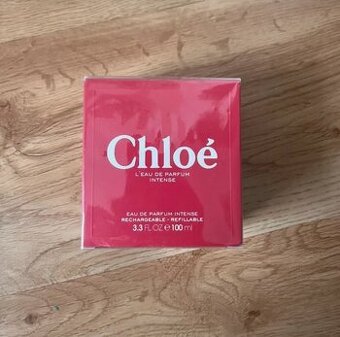 Chloé
L'EAU DE PARFUM
INTENSE
EAU DE PARFUM INTENSE
RECHARGEABLE - REFILLABLE
3.3 FL OZ e 100 ml